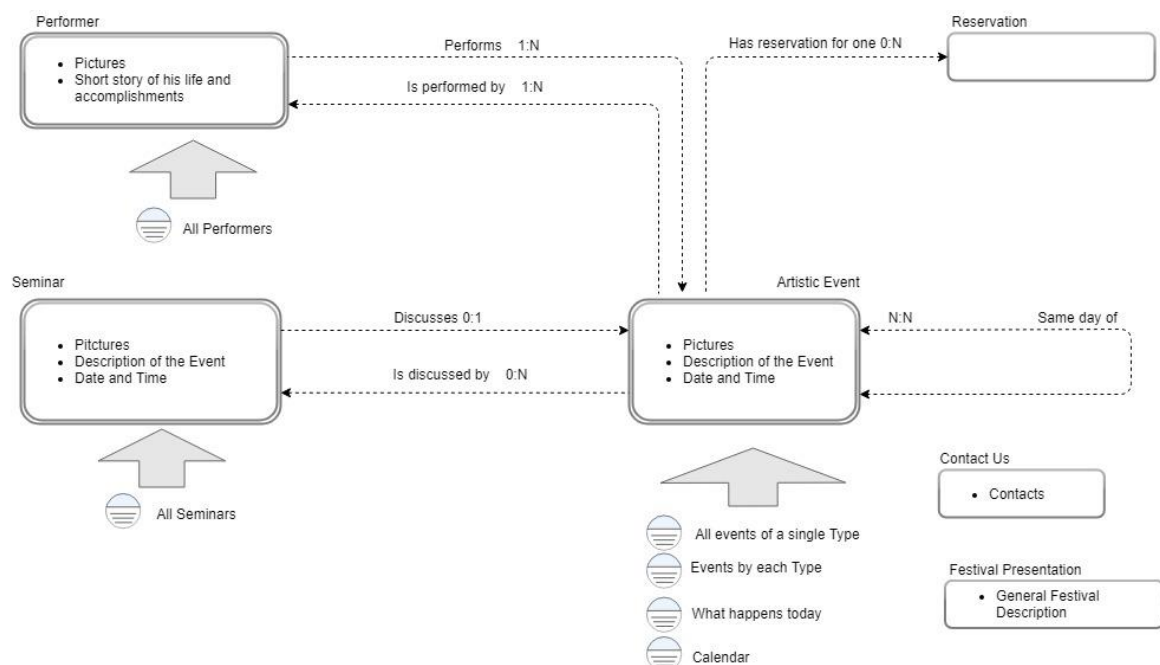 Performer
Pictures
Short story of his life and
accomplishments
Performs 1:N
Is performed by 1:N
Has reservation for one 0:N
Reservation
All Performers
Seminar
Pitctures
Description of the Event
Date and Time
Discusses 0:1
Is discussed by 0:N
Artistic Event
Pictures
Description of the Event
Date and Time
N:N
Same day of
All Seminars
All events of a single Type
Events by each Type
What happens today
Calendar
Contact Us
Contacts
Festival Presentation
General Festival
Description